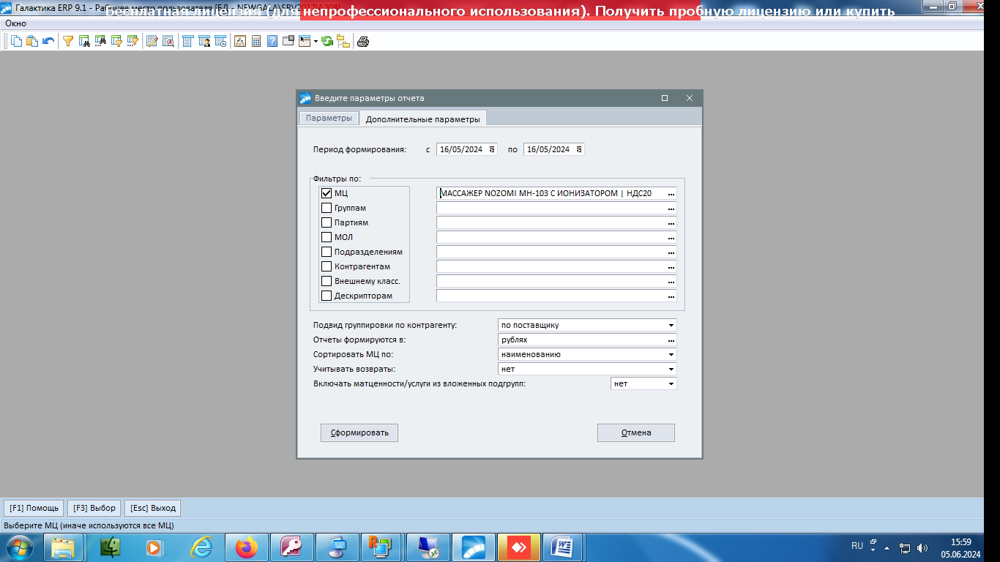 Бесплатная лицензия (для непрофессионального использования). Получить пробную лицензию или купить
Галактика ERP 9.1 - Рабочее место пользователя
Окно
Введите параметры отчета
Параметры
Дополнительные параметры
Период формирования: с 16/05/2024 по 16/05/2024
Фильтры по:
МЦ МАССАЖЕР NOZOMI MH-103 С ИОНИЗАТОРОМ | НДС20 ...
Группам ...
Партиям ...
МОЛ ...
Подразделениям ...
Контрагентам ...
Внешнему класс. ...
Дескрипторам ...
Подвид группировки по контрагенту: по поставщику
Отчеты формируются в: рублях ...
Сортировать МЦ по: наименованию
Учитывать возвраты: нет
Включать матценности/услуги из вложенных подгрупп: нет
Сформировать
Отмена
[F1] Помощь [F3] Выбор [Esc] Выход
Выберите МЦ (иначе используются все МЦ)
RU
15:59
05.06.2024